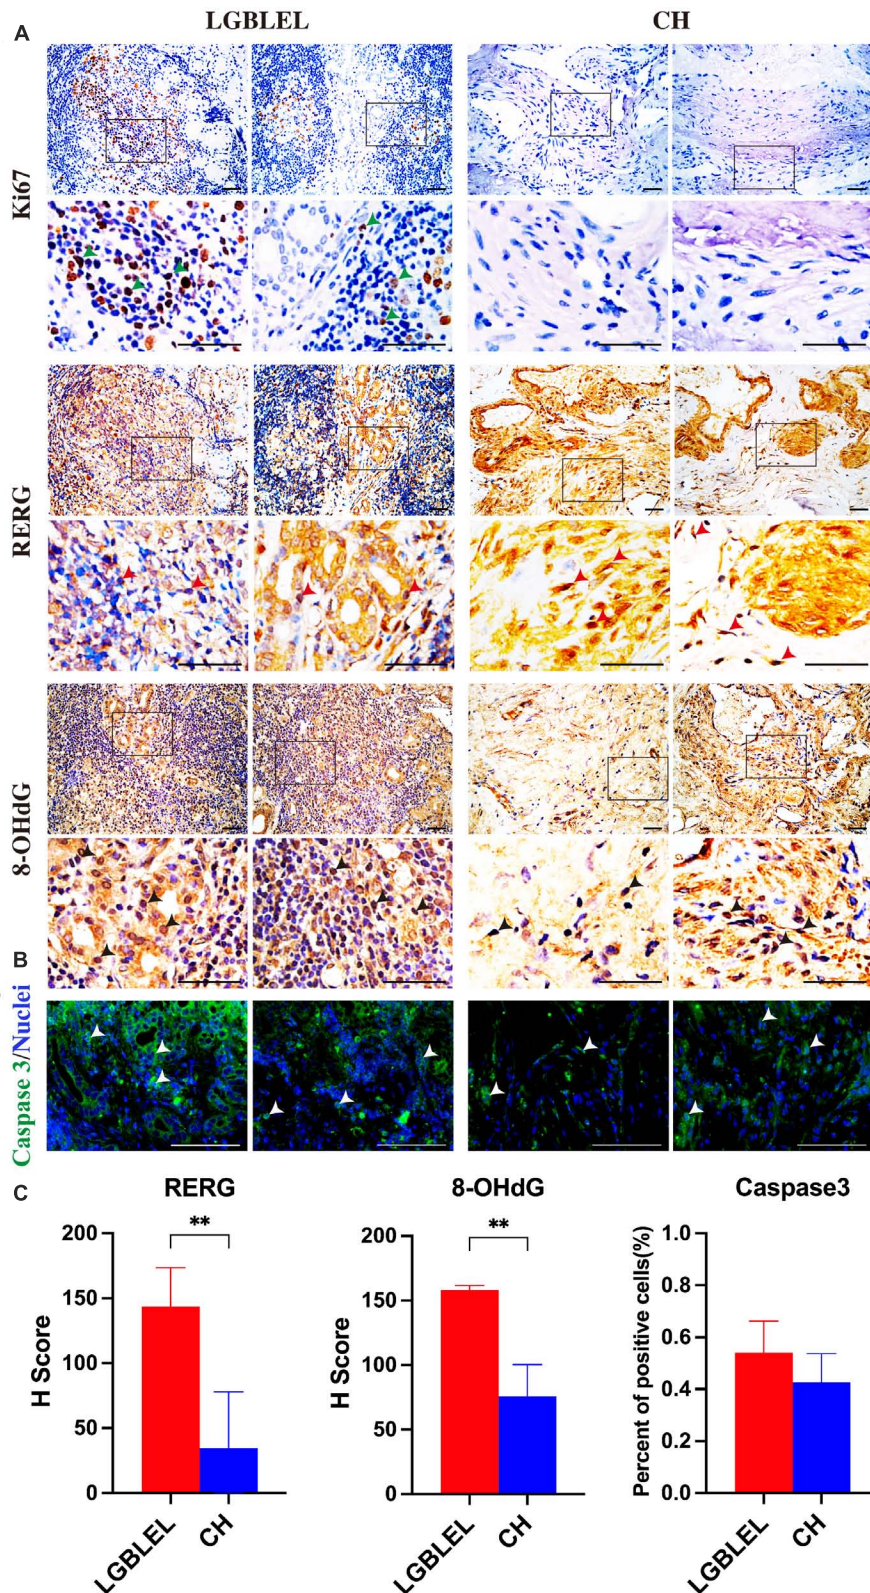 LGBLEL CH
A
Ki67
RERG
8-OHdG
B
Caspase 3/Nuclei
C
RERG
**
200
150
100
50
0
H Score
LGBLEL
CH
8-OHdG
**
200
150
100
50
0
H Score
LGBLEL
CH
Caspase3
1.0
0.8
0.6
0.4
0.2
0.0
Percent of positive cells(%)
LGBLEL
CH